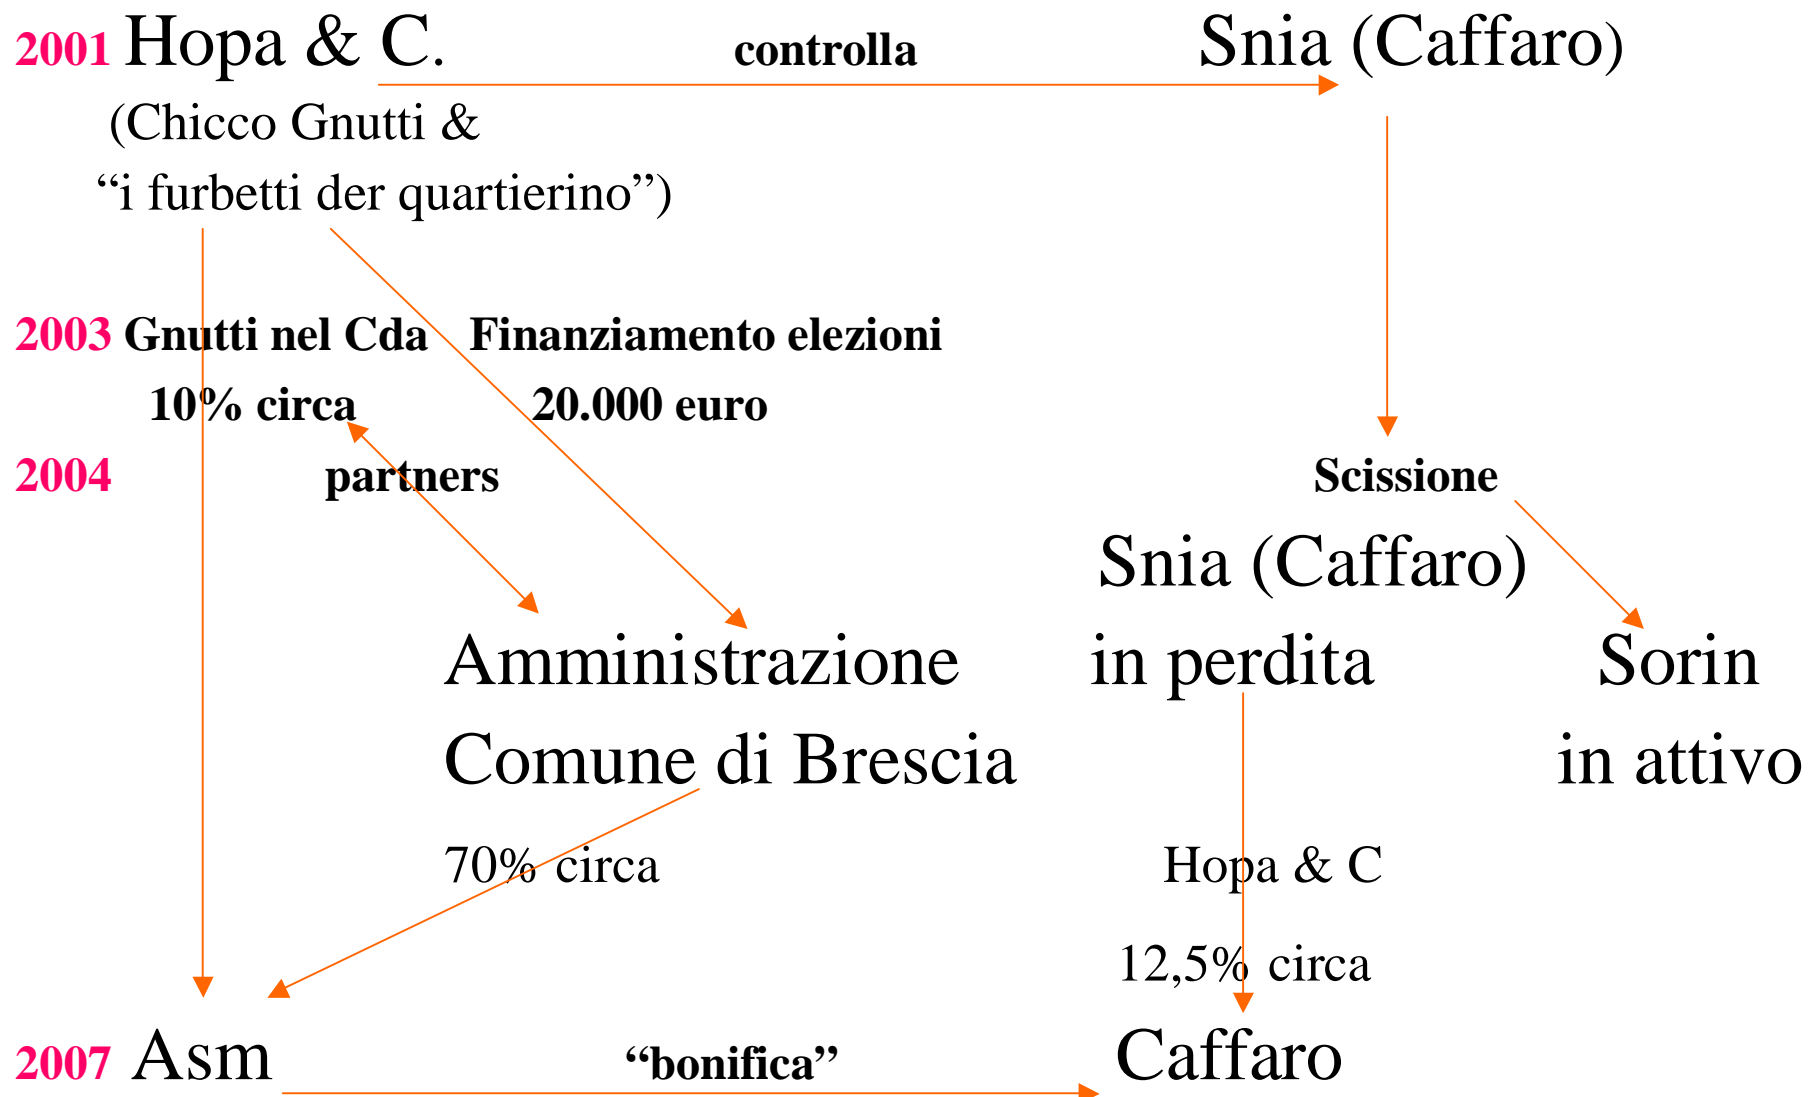 2001 Hopa & C. controlla Snia (Caffaro)
(Chicco Gnutti &
“i furbetti der quartierino”)
2003 Gnutti nel Cda Finanziamento elezioni
10% circa 20.000 euro
2004 partners Scissione
Snia (Caffaro)
Amministrazione in perdita Sorin
Comune di Brescia in attivo
70% circa Hopa & C
12,5% circa
2007 Asm “bonifica” Caffaro